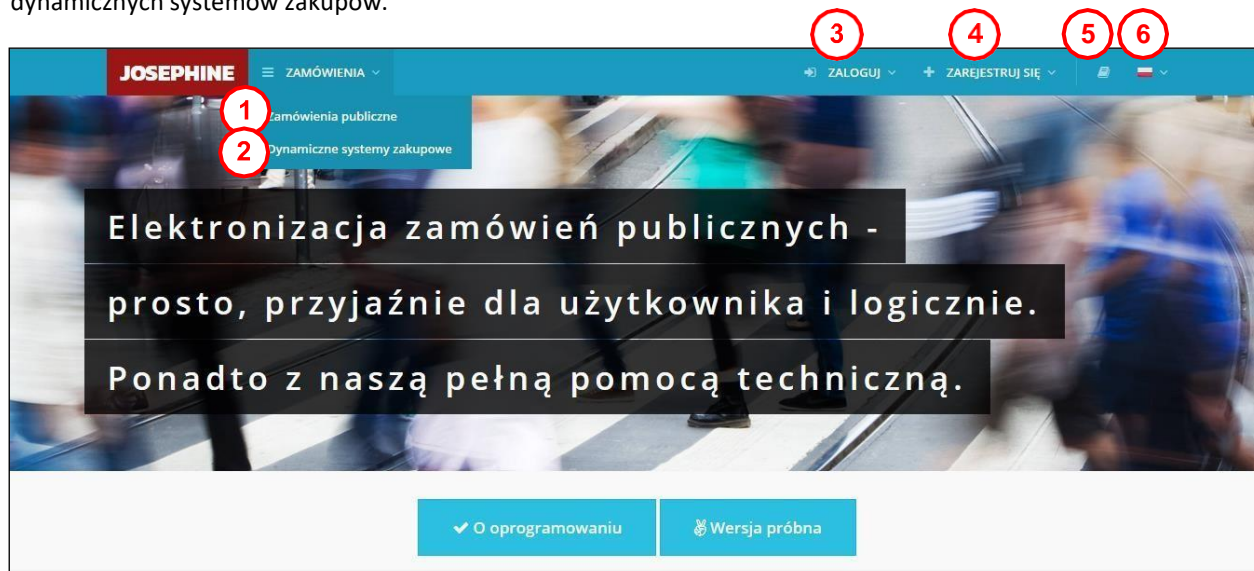 dynamicznych systemów zakupów.
3 4 5 6
JOSEPHINE ZAMÓWIENIA ZALOGUJ ZAREJESTRUJ SIĘ
1 Zamówienia publiczne
2 Dynamiczne systemy zakupowe
Elektronizacja zamówień publicznych -
prosto, przyjaźnie dla użytkownika i logicznie.
Ponadto z naszą pełną pomocą techniczną.
O oprogramowaniu Wersja próbna